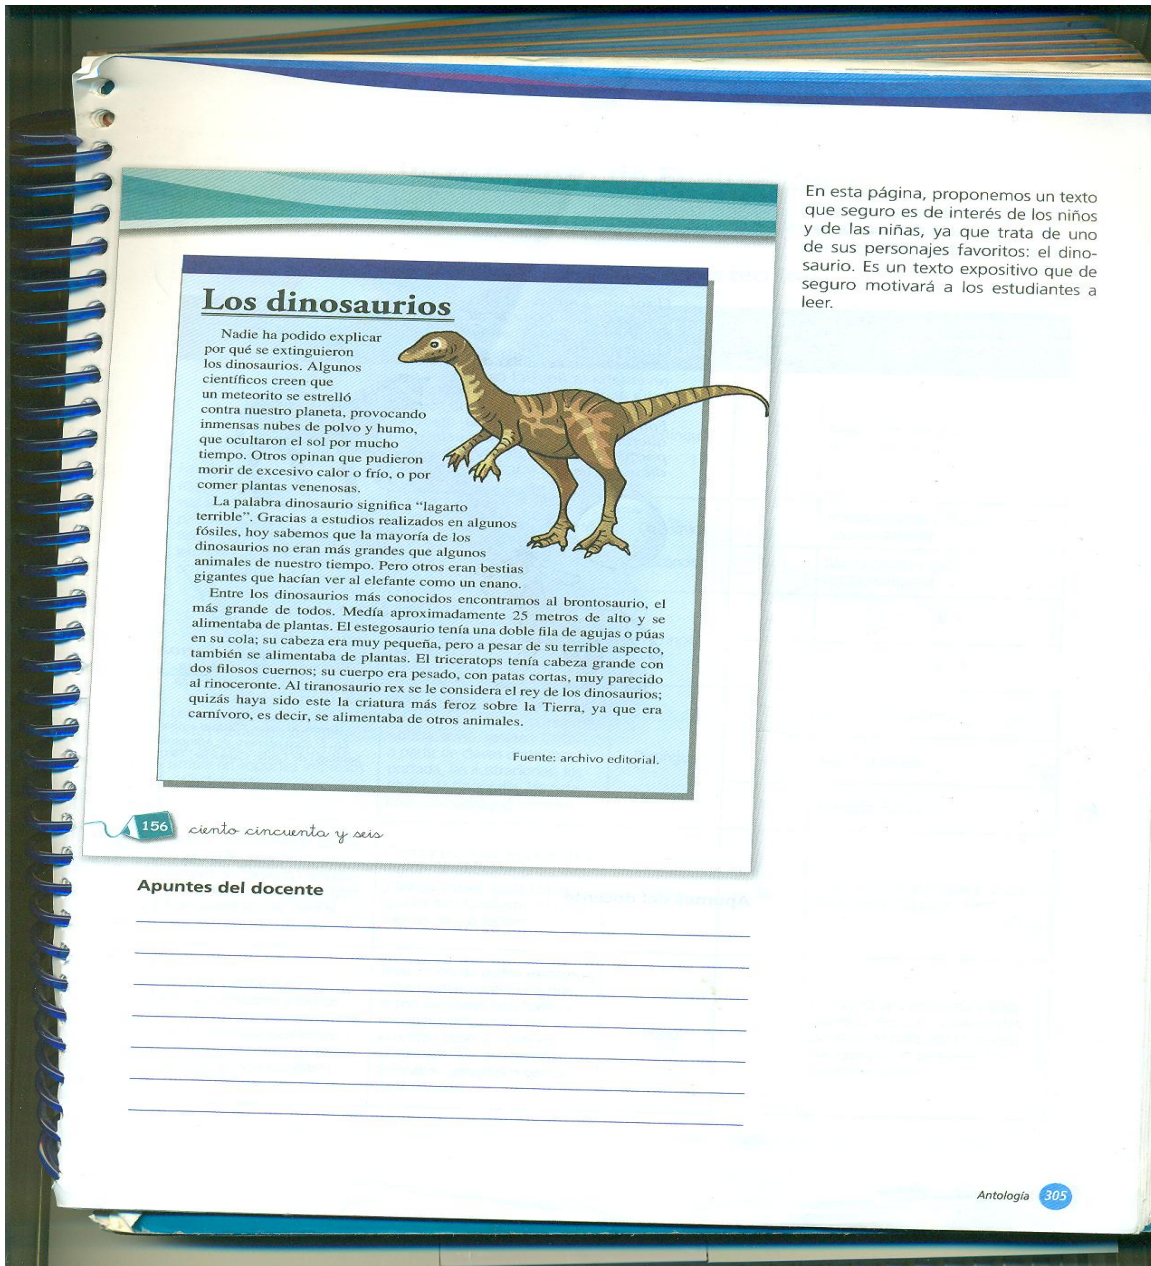 En esta página, proponemos un texto
que seguro es de interés de los niños
y de las niñas, ya que trata de uno
de sus personajes favoritos: el dino-
saurio. Es un texto expositivo que de
seguro motivará a los estudiantes a
leer.
Los dinosaurios
Nadie ha podido explicar
por qué se extinguieron
los dinosaurios. Algunos
científicos creen que
un meteorito se estrelló
contra nuestro planeta, provocando
inmensas nubes de polvo y humo,
que ocultaron el sol por mucho
tiempo. Otros opinan que pudieron
morir de excesivo calor o frío, o por
comer plantas venenosas.
La palabra dinosaurio significa “lagarto
terrible”. Gracias a estudios realizados en algunos
fósiles, hoy sabemos que la mayoría de los
dinosaurios no eran más grandes que algunos
animales de nuestro tiempo. Pero otros eran bestias
gigantes que hacían ver al elefante como un enano.
Entre los dinosaurios más conocidos encontramos al brontosaurio, el
más grande de todos. Medía aproximadamente 25 metros de alto y se
alimentaba de plantas. El estegosaurio tenía una doble fila de agujas o púas
en su cola; su cabeza era muy pequeña, pero a pesar de su terrible aspecto,
también se alimentaba de plantas. El triceratops tenía cabeza grande con
dos filosos cuernos; su cuerpo era pesado, con patas cortas, muy parecido
al rinoceronte. Al tiranosaurio rex se le considera el rey de los dinosaurios;
quizás haya sido este la criatura más feroz sobre la Tierra, ya que era
carnívoro, es decir, se alimentaba de otros animales.
Fuente: archivo editorial.
156 ciento cincuenta y seis
Apuntes del docente
Antología 305